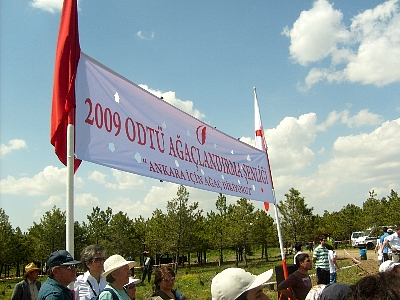 2009 ODTÜ AĞAÇLANDIRMA ŞENLİĞİ
"ANKARA İÇİN AĞAÇ DİKİYORUZ"